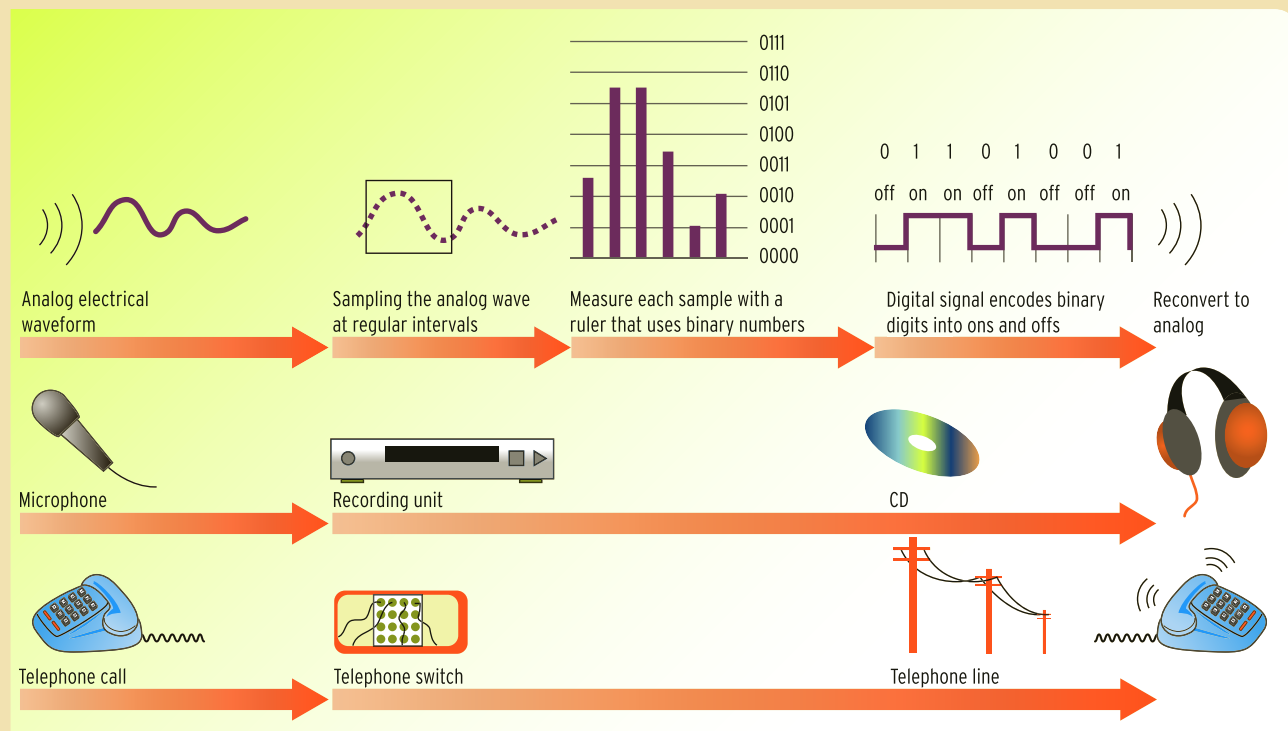 0111
0110
0101
0100
0011
0010
0001
0000
0 1 1 0 1 0 0 1
off on on off on off off on
Analog electrical
waveform
Sampling the analog wave
at regular intervals
Measure each sample with a
ruler that uses binary numbers
Digital signal encodes binary
digits into ons and offs
Reconvert to
analog
Microphone
Recording unit
CD
Telephone call
Telephone switch
Telephone line